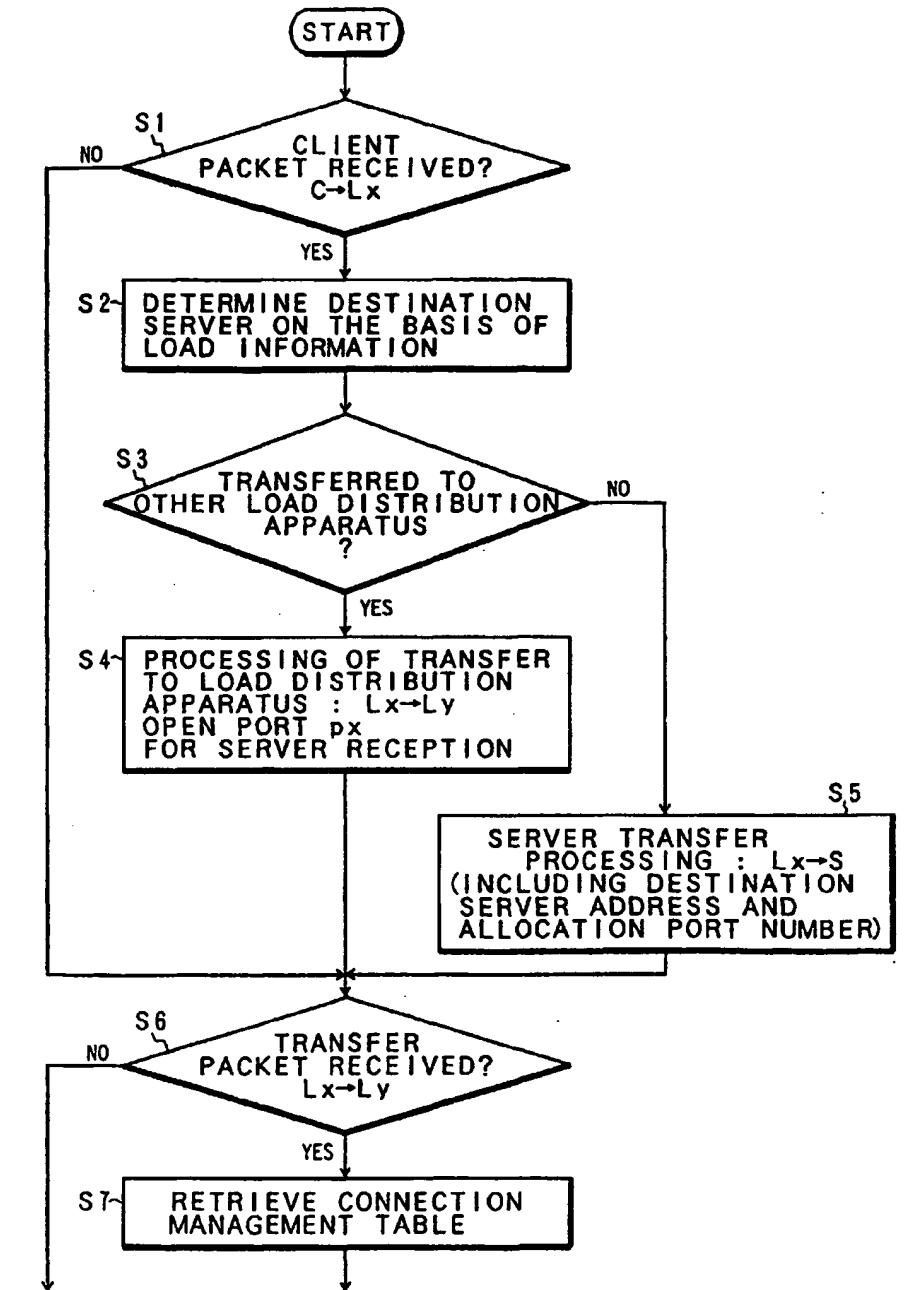 START
S1
NO
CLIENT
PACKET RECEIVED?
C→Lx
YES
S2
DETERMINE DESTINATION
SERVER ON THE BASIS OF
LOAD INFORMATION
S3
TRANSFERRED TO
OTHER LOAD DISTRIBUTION
APPARATUS
?
NO
YES
S4
PROCESSING OF TRANSFER
TO LOAD DISTRIBUTION
APPARATUS : Lx→Ly
OPEN PORT px
FOR SERVER RECEPTION
S5
SERVER TRANSFER
PROCESSING : Lx→S
(INCLUDING DESTINATION
SERVER ADDRESS AND
ALLOCATION PORT NUMBER)
S6
NO
TRANSFER
PACKET RECEIVED?
Lx→Ly
YES
S7
RETRIEVE CONNECTION
MANAGEMENT TABLE